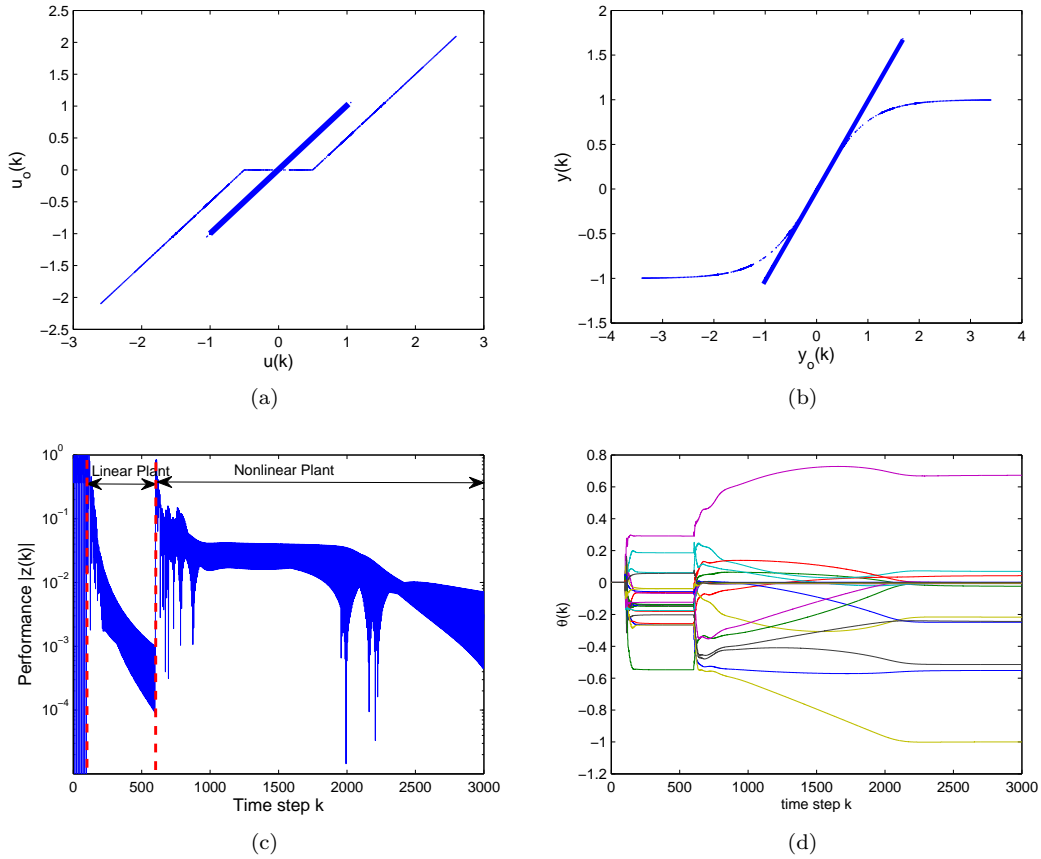 2.5
2
1.5
1
0.5
0
−0.5
−1
−1.5
−2
−2.5
−3 −2 −1 0 1 2 3
u(k)
u_o(k)
(a)
2
1.5
1
0.5
0
−0.5
−1
−1.5
−4 −3 −2 −1 0 1 2 3 4
y_o(k)
y(k)
(b)
10^0
10^−1
10^−2
10^−3
10^−4
Linear Plant
Nonlinear Plant
0 500 1000 1500 2000 2500 3000
Time step k
Performance |z(k)|
(c)
0.8
0.6
0.4
0.2
0
−0.2
−0.4
−0.6
−0.8
−1
−1.2
0 500 1000 1500 2000 2500 3000
time step k
θ(k)
(d)